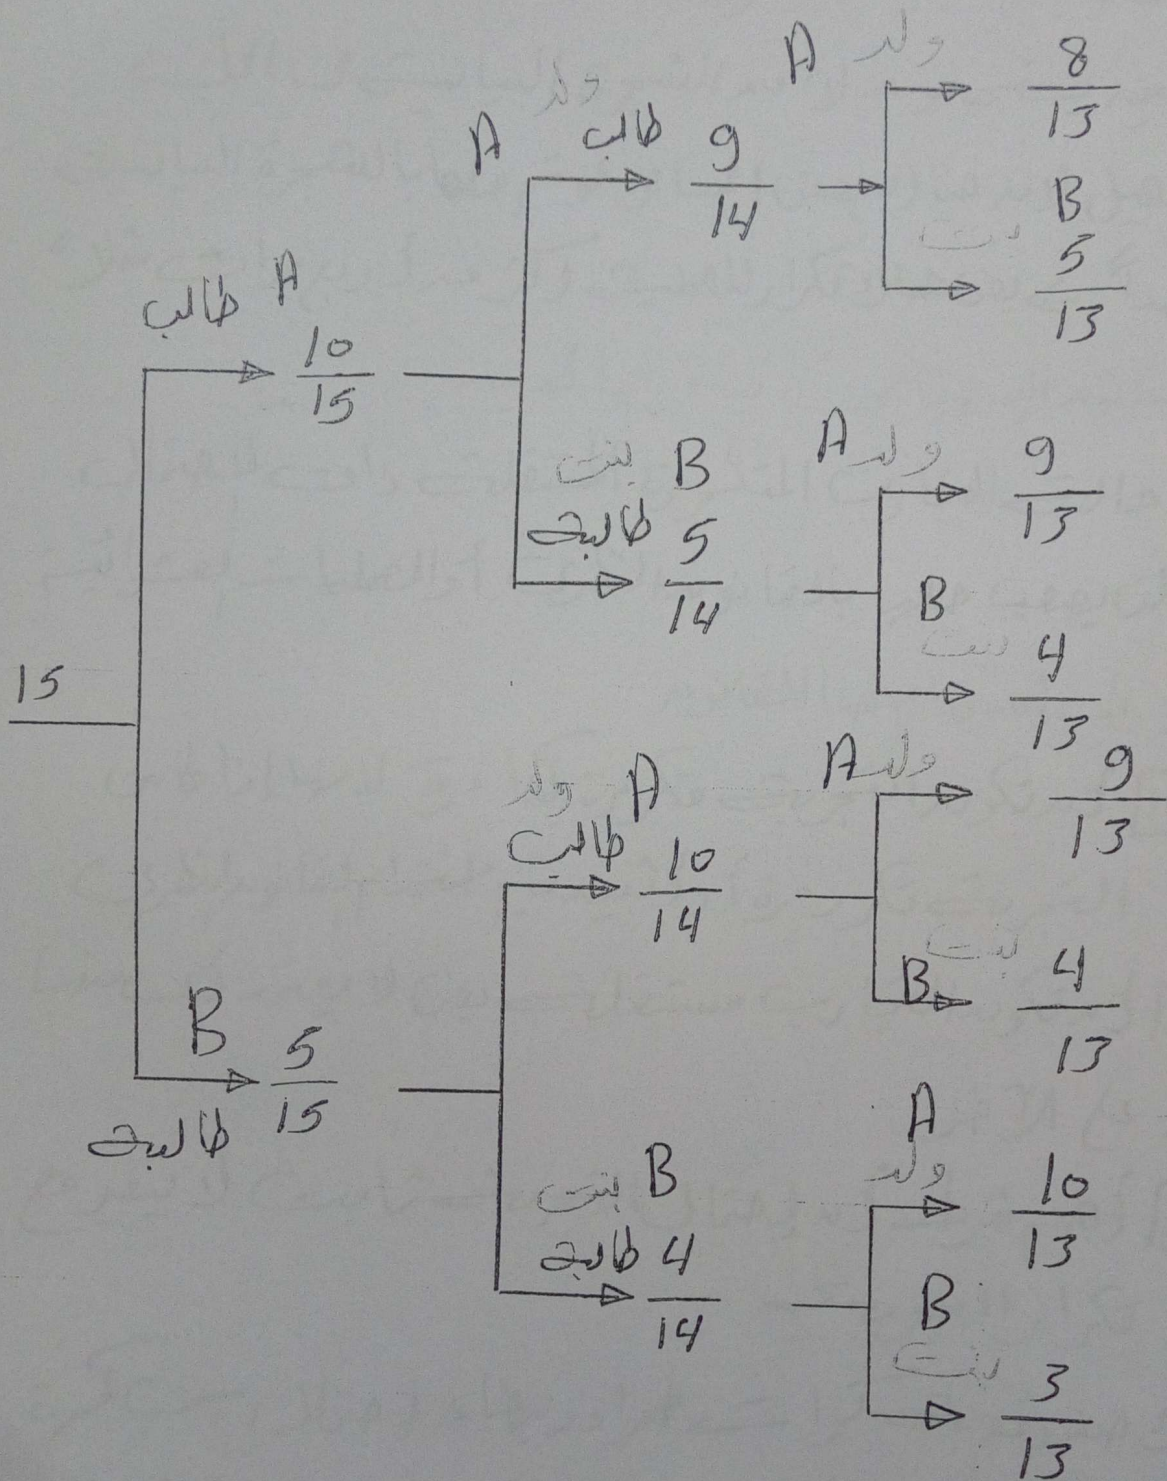 A ولد 8/13
A ولد طالب 9/14
B بنت 5/13
طالب A 10/15
A ولد 9/13
بنت B
طالبة 5/14
B بنت 4/13
15
A ولد 9/13
ولد A
طالب 10/14
B بنت 4/13
B طالبة 5/15
A ولد 10/13
بنت B
طالبة 4/14
B بنت 3/13